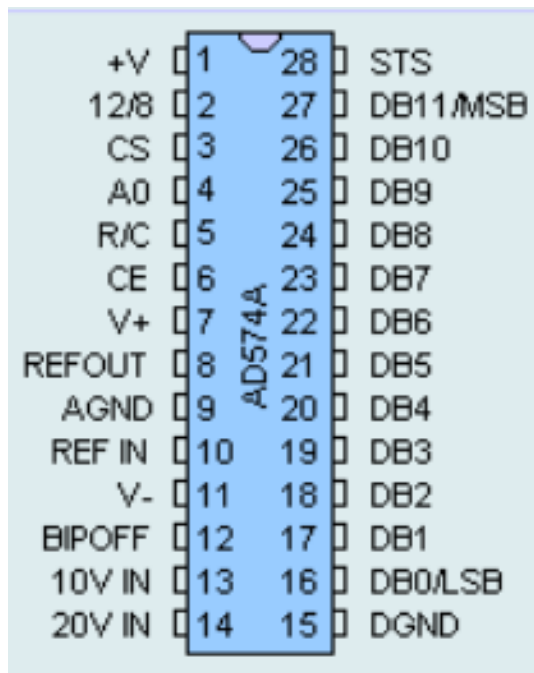 +V 1 28 STS
12/8 2 27 DB11/MSB
CS 3 26 DB10
A0 4 25 DB9
R/C 5 24 DB8
CE 6 23 DB7
V+ 7 22 DB6
REFOUT 8 21 DB5
AGND 9 20 DB4
REF IN 10 19 DB3
V- 11 18 DB2
BIPOFF 12 17 DB1
10V IN 13 16 DB0/LSB
20V IN 14 15 DGND
AD574A